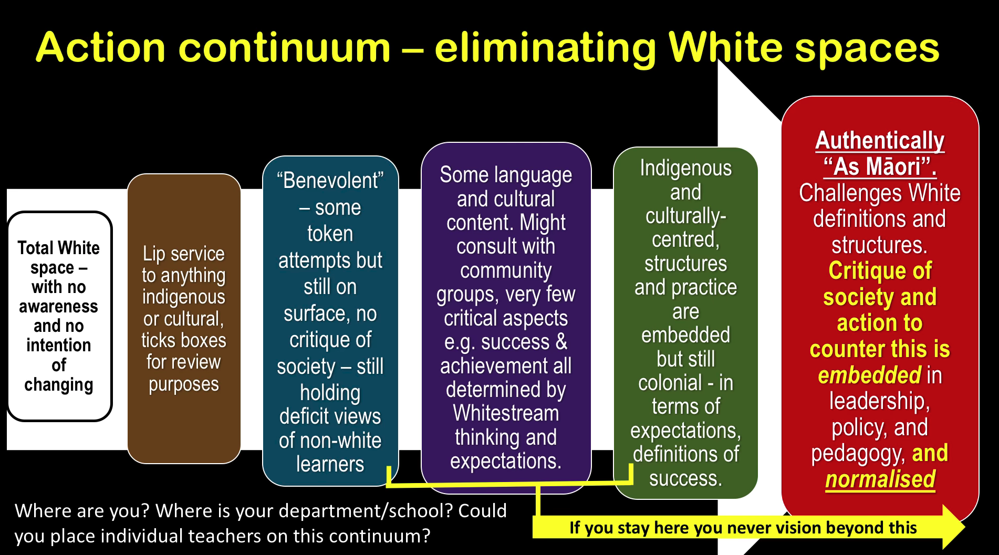 Action continuum – eliminating White spaces
Total White
space –
with no
awareness
and no
intention
of
changing
Lip service
to anything
indigenous
or cultural,
ticks boxes
for review
purposes
“Benevolent”
– some
token
attempts but
still on
surface, no
critique of
society – still
holding
deficit views
of non-white
learners
Some language
and cultural
content. Might
consult with
community
groups, very few
critical aspects
e.g. success &
achievement all
determined by
Whitestream
thinking and
expectations.
Indigenous
and
culturally-
centred,
structures
and practice
are
embedded
but still
colonial - in
terms of
expectations,
definitions of
success.
Authentically
“As Māori”.
Challenges White
definitions and
structures.
Critique of
society and
action to
counter this is
embedded in
leadership,
policy, and
pedagogy, and
normalised
Where are you? Where is your department/school? Could
you place individual teachers on this continuum?
If you stay here you never vision beyond this